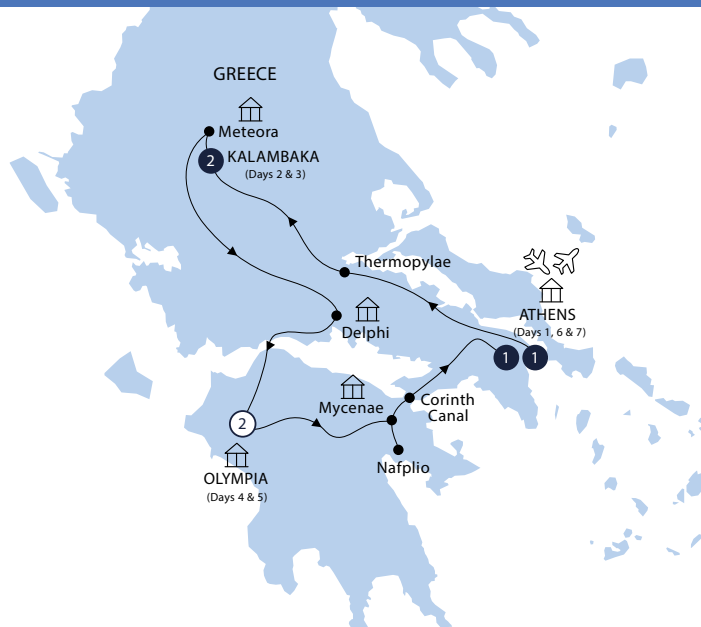 GREECE
Meteora
2
KALAMBAKA
(Days 2 & 3)
Thermopylae
ATHENS
(Days 1, 6 & 7)
1
1
Delphi
Mycenae
Corinth
Canal
2
Nafplio
OLYMPIA
(Days 4 & 5)